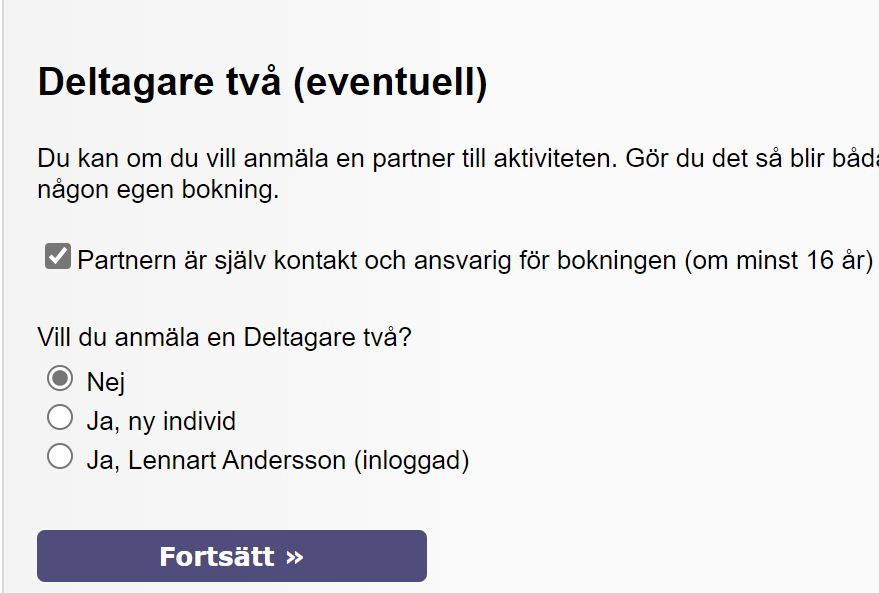 Deltagare två (eventuell)
Du kan om du vill anmäla en partner till aktiviteten. Gör du det så blir
någon egen bokning.
Partnern är själv kontakt och ansvarig för bokningen (om minst 16 år)
Vill du anmäla en Deltagare två?
Nej
Ja, ny individ
Ja, Lennart Andersson (inloggad)
Fortsätt »